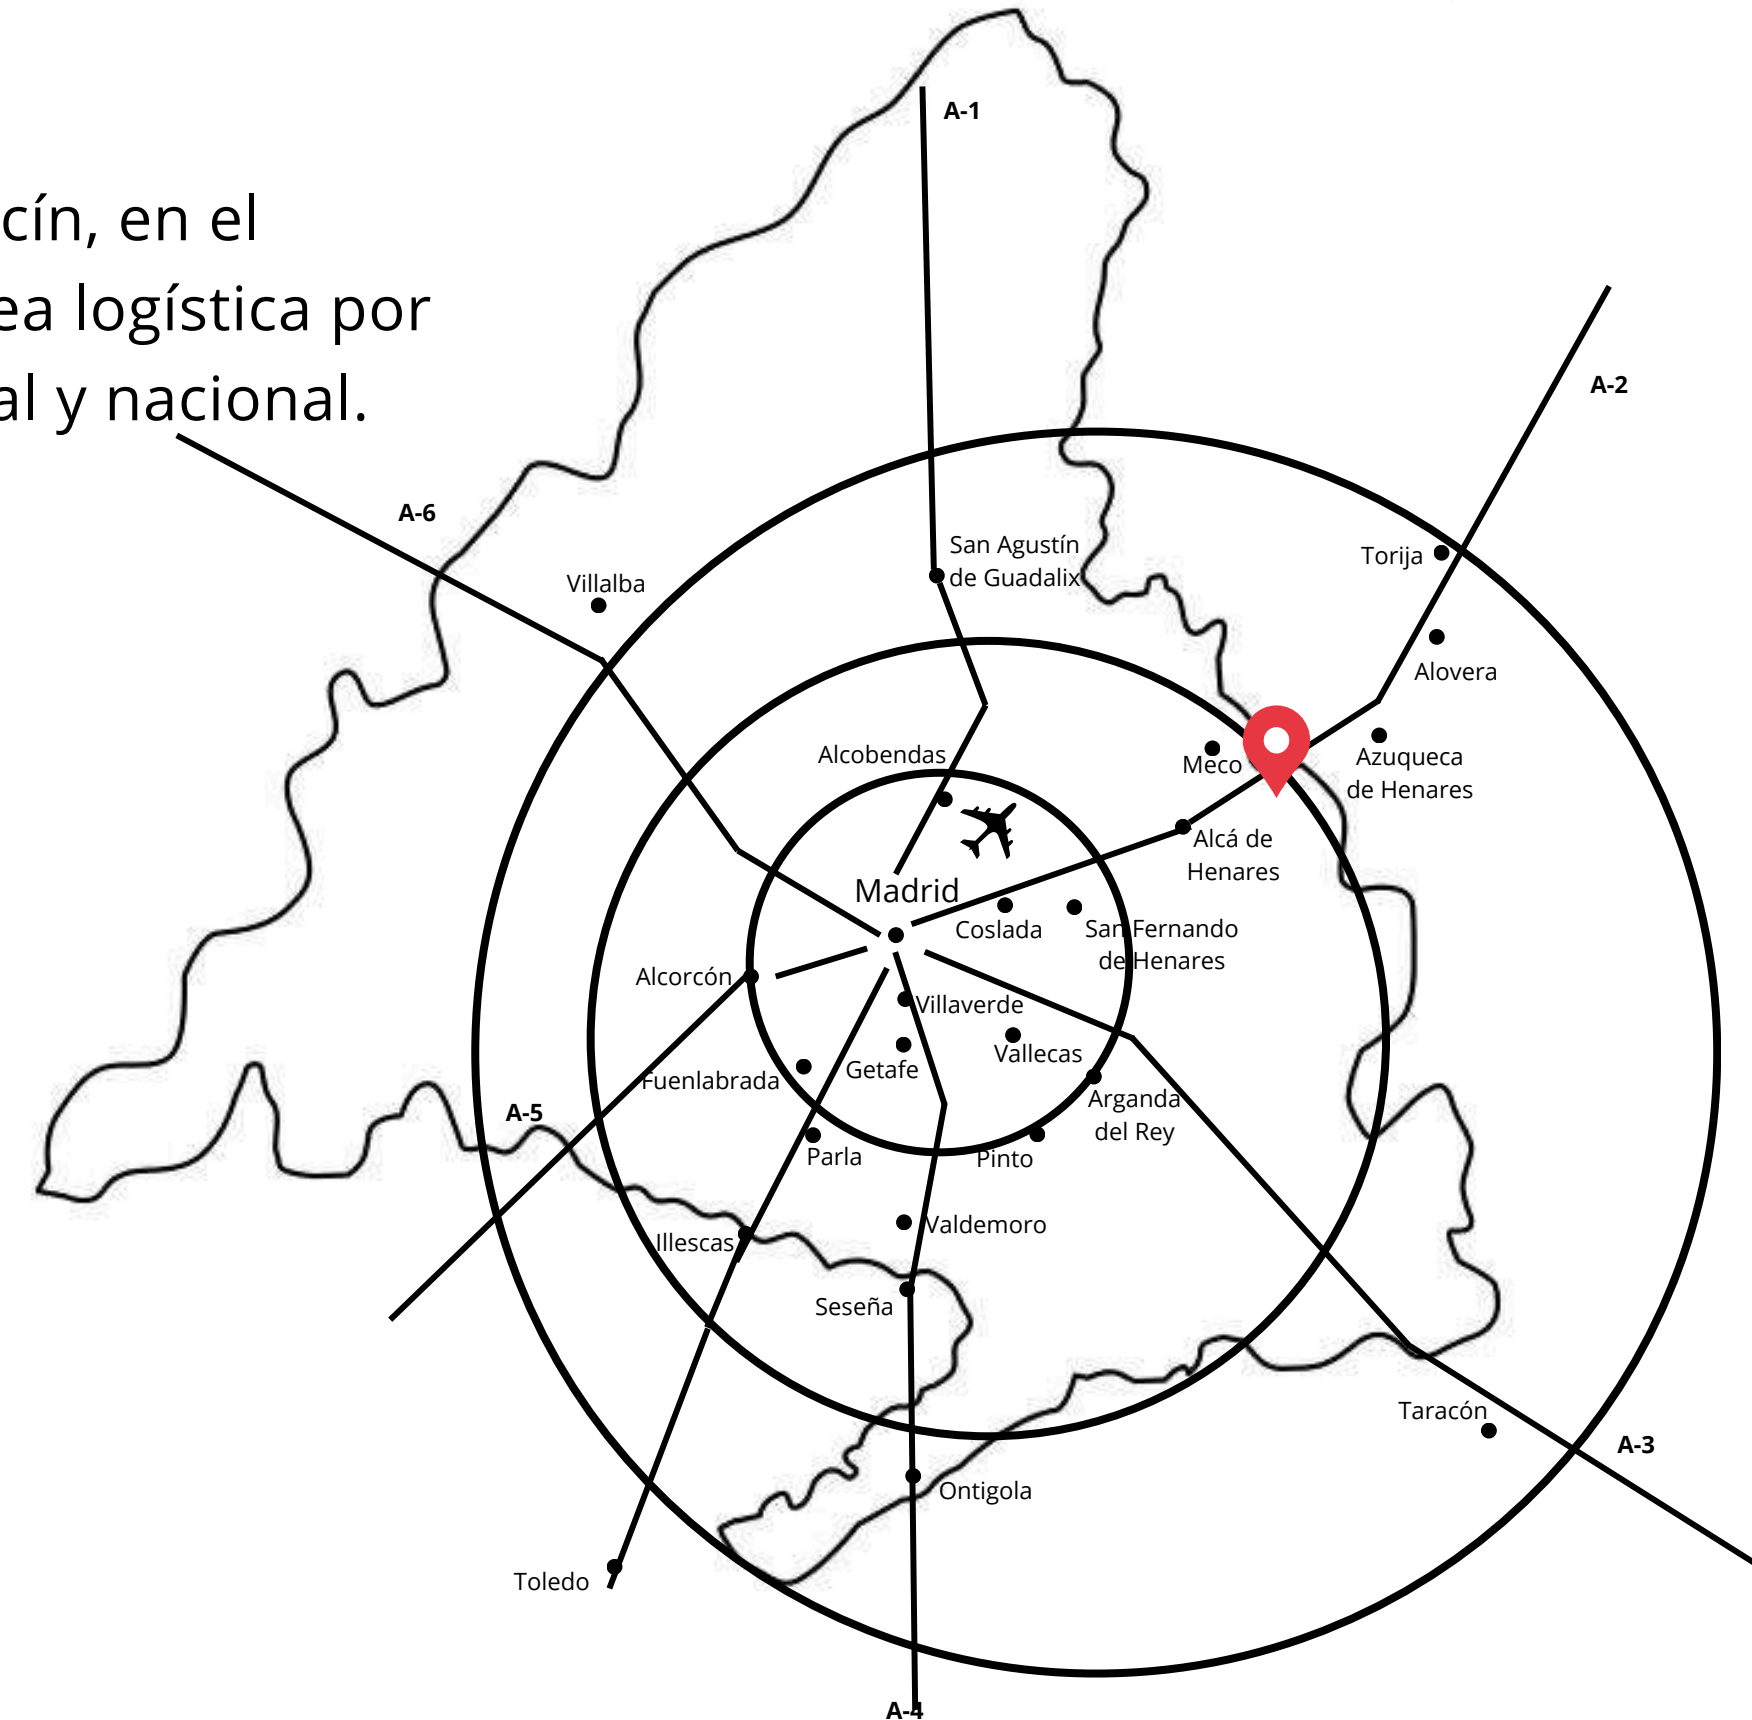 A-1
cín, en el
ea logística por
al y nacional.
A-2
A-6
San Agustín
de Guadalix
Torija
Villalba
Alovera
Alcobendas
Meco
Azuqueca
de Henares
Alcá de
Henares
Madrid
Coslada
San Fernando
de Henares
Alcorcón
Villaverde
Vallecas
Getafe
Fuenlabrada
Arganda
del Rey
A-5
Parla
Pinto
Valdemoro
Illescas
Seseña
Taracón
A-3
Ontigola
Toledo
A-4